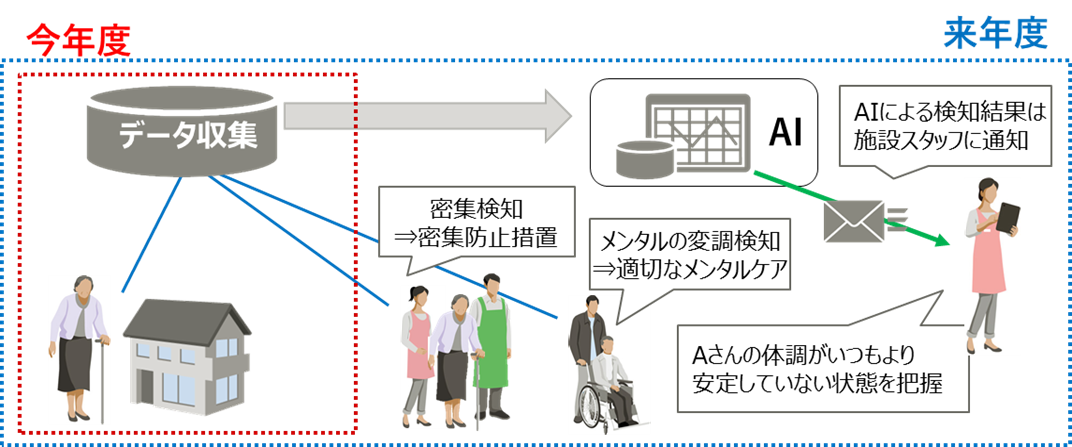 今年度
来年度
データ収集
AI
AIによる検知結果は
施設スタッフに通知
密集検知
⇒密集防止措置
メンタルの変調検知
⇒適切なメンタルケア
Aさんの体調がいつもより
安定していない状態を把握